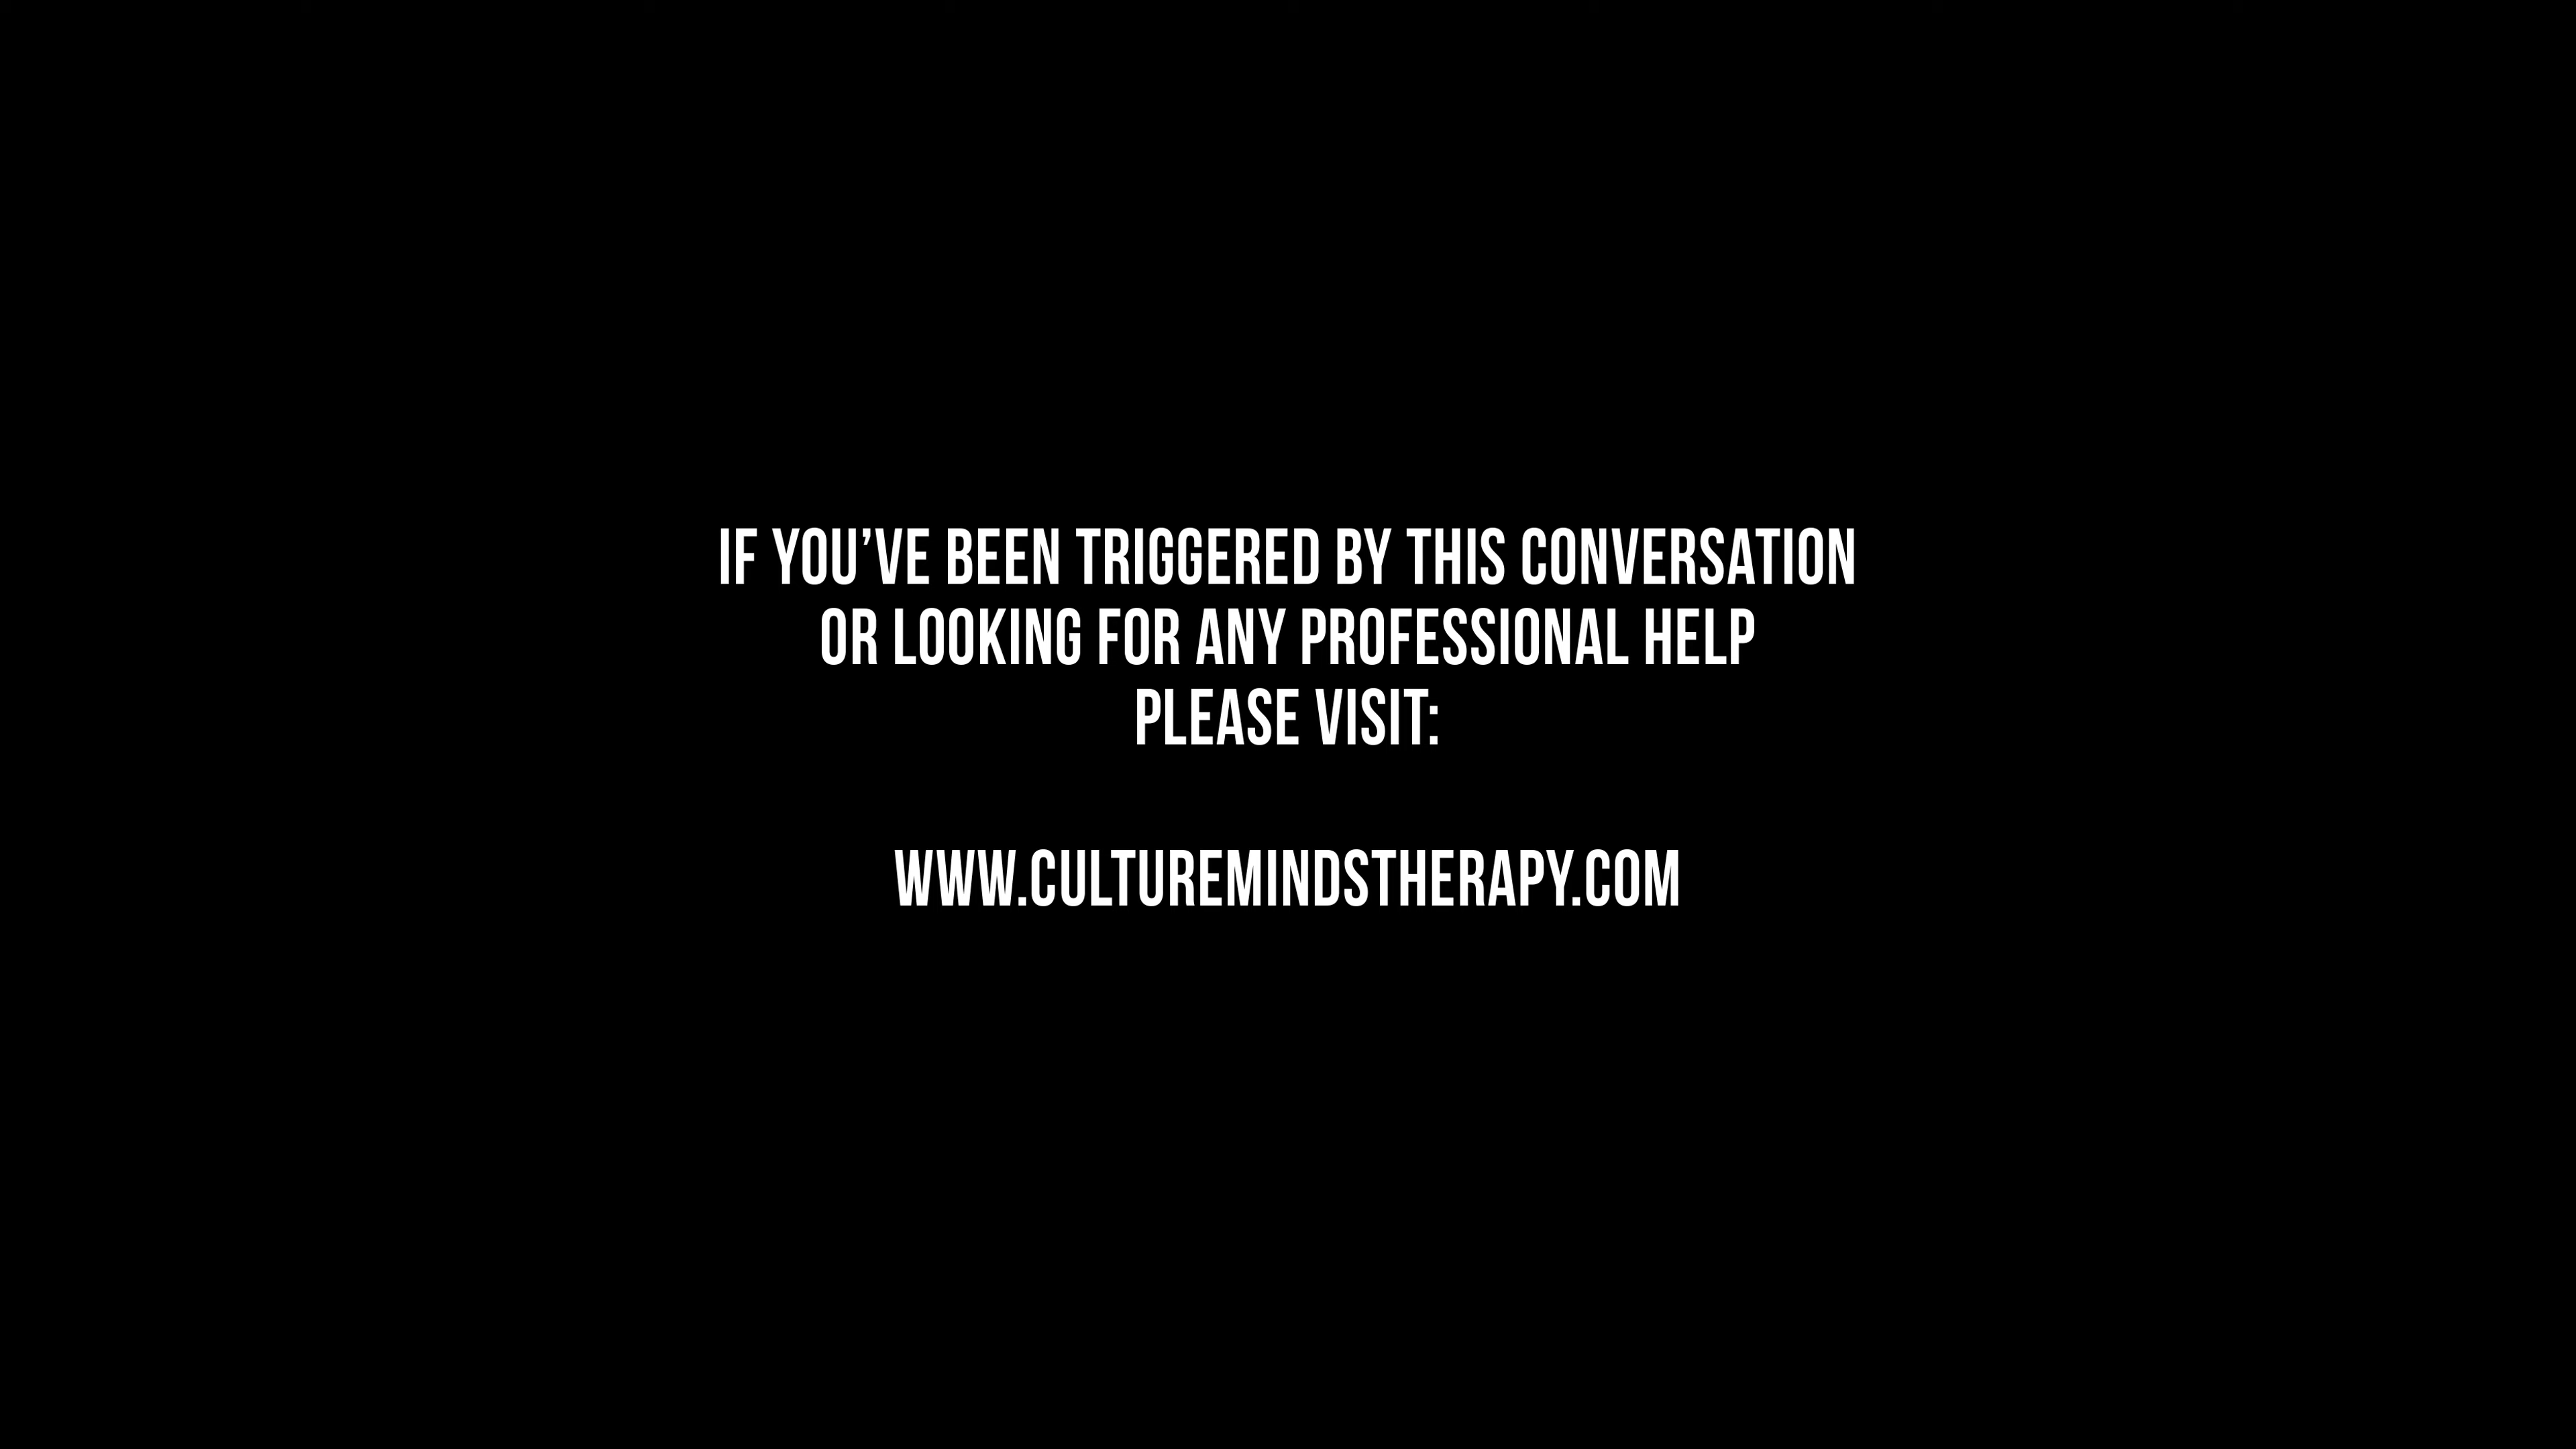 IF YOU’VE BEEN TRIGGERED BY THIS CONVERSATION
OR LOOKING FOR ANY PROFESSIONAL HELP
PLEASE VISIT:
WWW.CULTUREMINDSTHERAPY.COM